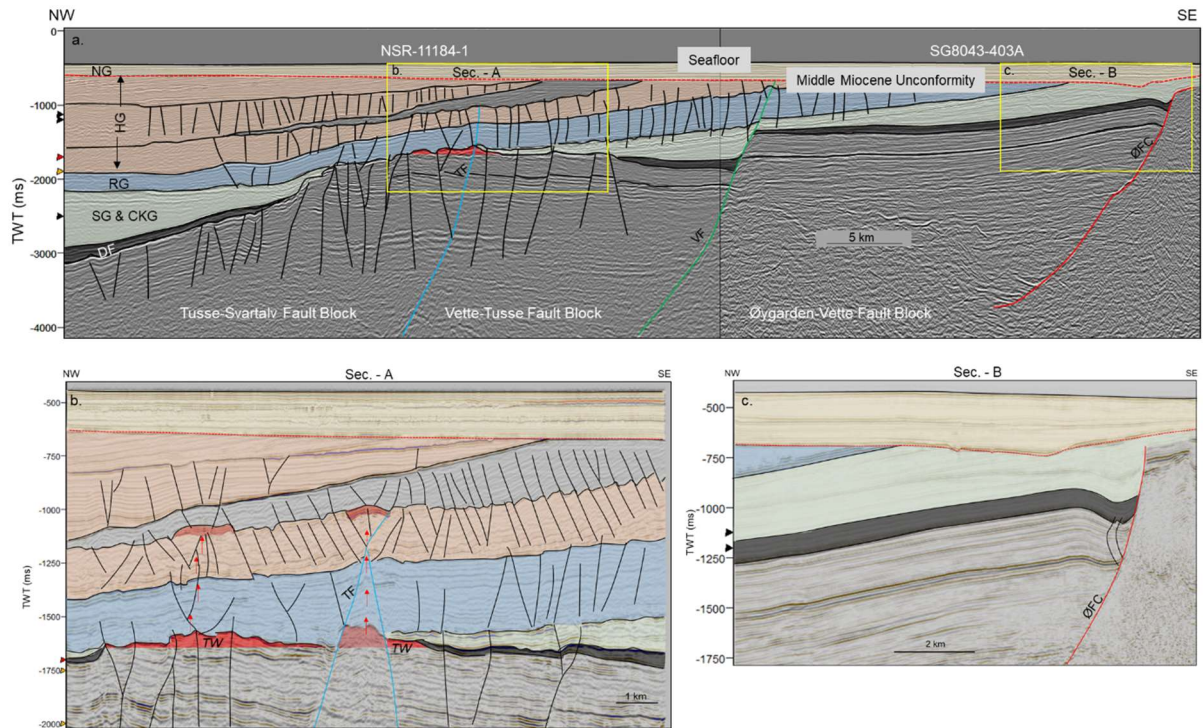 NW
SE
0
a.
NSR-11184-1
SG8043-403A
Seafloor
NG
b.
Sec. - A
Middle Miocene Unconformity
c.
Sec. - B
-1000
HG
ØFC
TWT (ms)
-2000
RG
TF
SG & CKG
VF
5 km
DF
-3000
Tusse-Svartalv Fault Block
Vette-Tusse Fault Block
Øygarden-Vette Fault Block
-4000
NW
Sec. - A
SE
b.
-500
-750
-1000
TWT (ms)
-1250
TF
-1500
TW
TW
-1750
1 km
-2000
NW
Sec. - B
SE
c.
-500
-750
-1000
TWT (ms)
-1250
-1500
ØFC
2 km
-1750